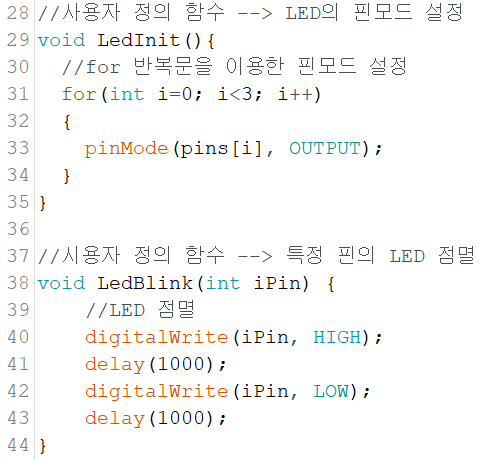 28 //사용자 정의 함수 --> LED의 핀모드 설정
29 void LedInit(){
30   //for 반복문을 이용한 핀모드 설정
31   for(int i=0; i<3; i++)
32   {
33     pinMode(pins[i], OUTPUT);
34   }
35 }
36
37 //시용자 정의 함수 --> 특정 핀의 LED 점멸
38 void LedBlink(int iPin) {
39     //LED 점멸
40     digitalWrite(iPin, HIGH);
41     delay(1000);
42     digitalWrite(iPin, LOW);
43     delay(1000);
44 }